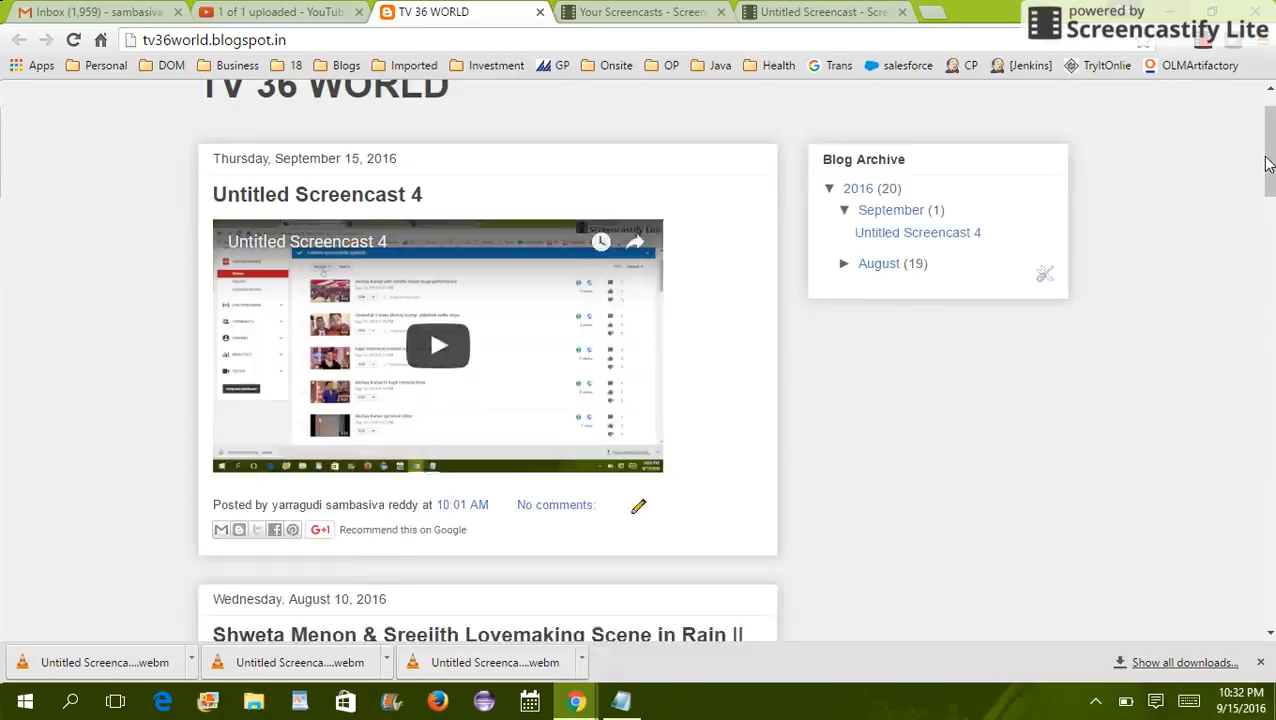 Inbox (1,959) - sambasiva
1 of 1 uploaded - YouTube
TV 36 WORLD
Your Screencasts - Screen
Untitled Screencast - Scre
powered by
Screencastify Lite
tv36world.blogspot.in
Apps
Personal
DOM
Business
18
Blogs
Imported
Investment
GP
Onsite
OP
Java
Health
Trans
salesforce
CP
[Jenkins]
TryItOnlie
OLMArtifactory
TV 36 WORLD
Thursday, September 15, 2016
Untitled Screencast 4
Untitled Screencast 4
Posted by yarragudi sambasiva reddy at 10:01 AM No comments:
G+1 Recommend this on Google
Wednesday, August 10, 2016
Shweta Menon & Sreejith Lovemaking Scene in Rain ||
Blog Archive
▼ 2016 (20)
▼ September (1)
Untitled Screencast 4
► August (19)
Untitled Screenca....webm
Untitled Screenca....webm
Untitled Screenca....webm
Show all downloads...
10:32 PM
9/15/2016